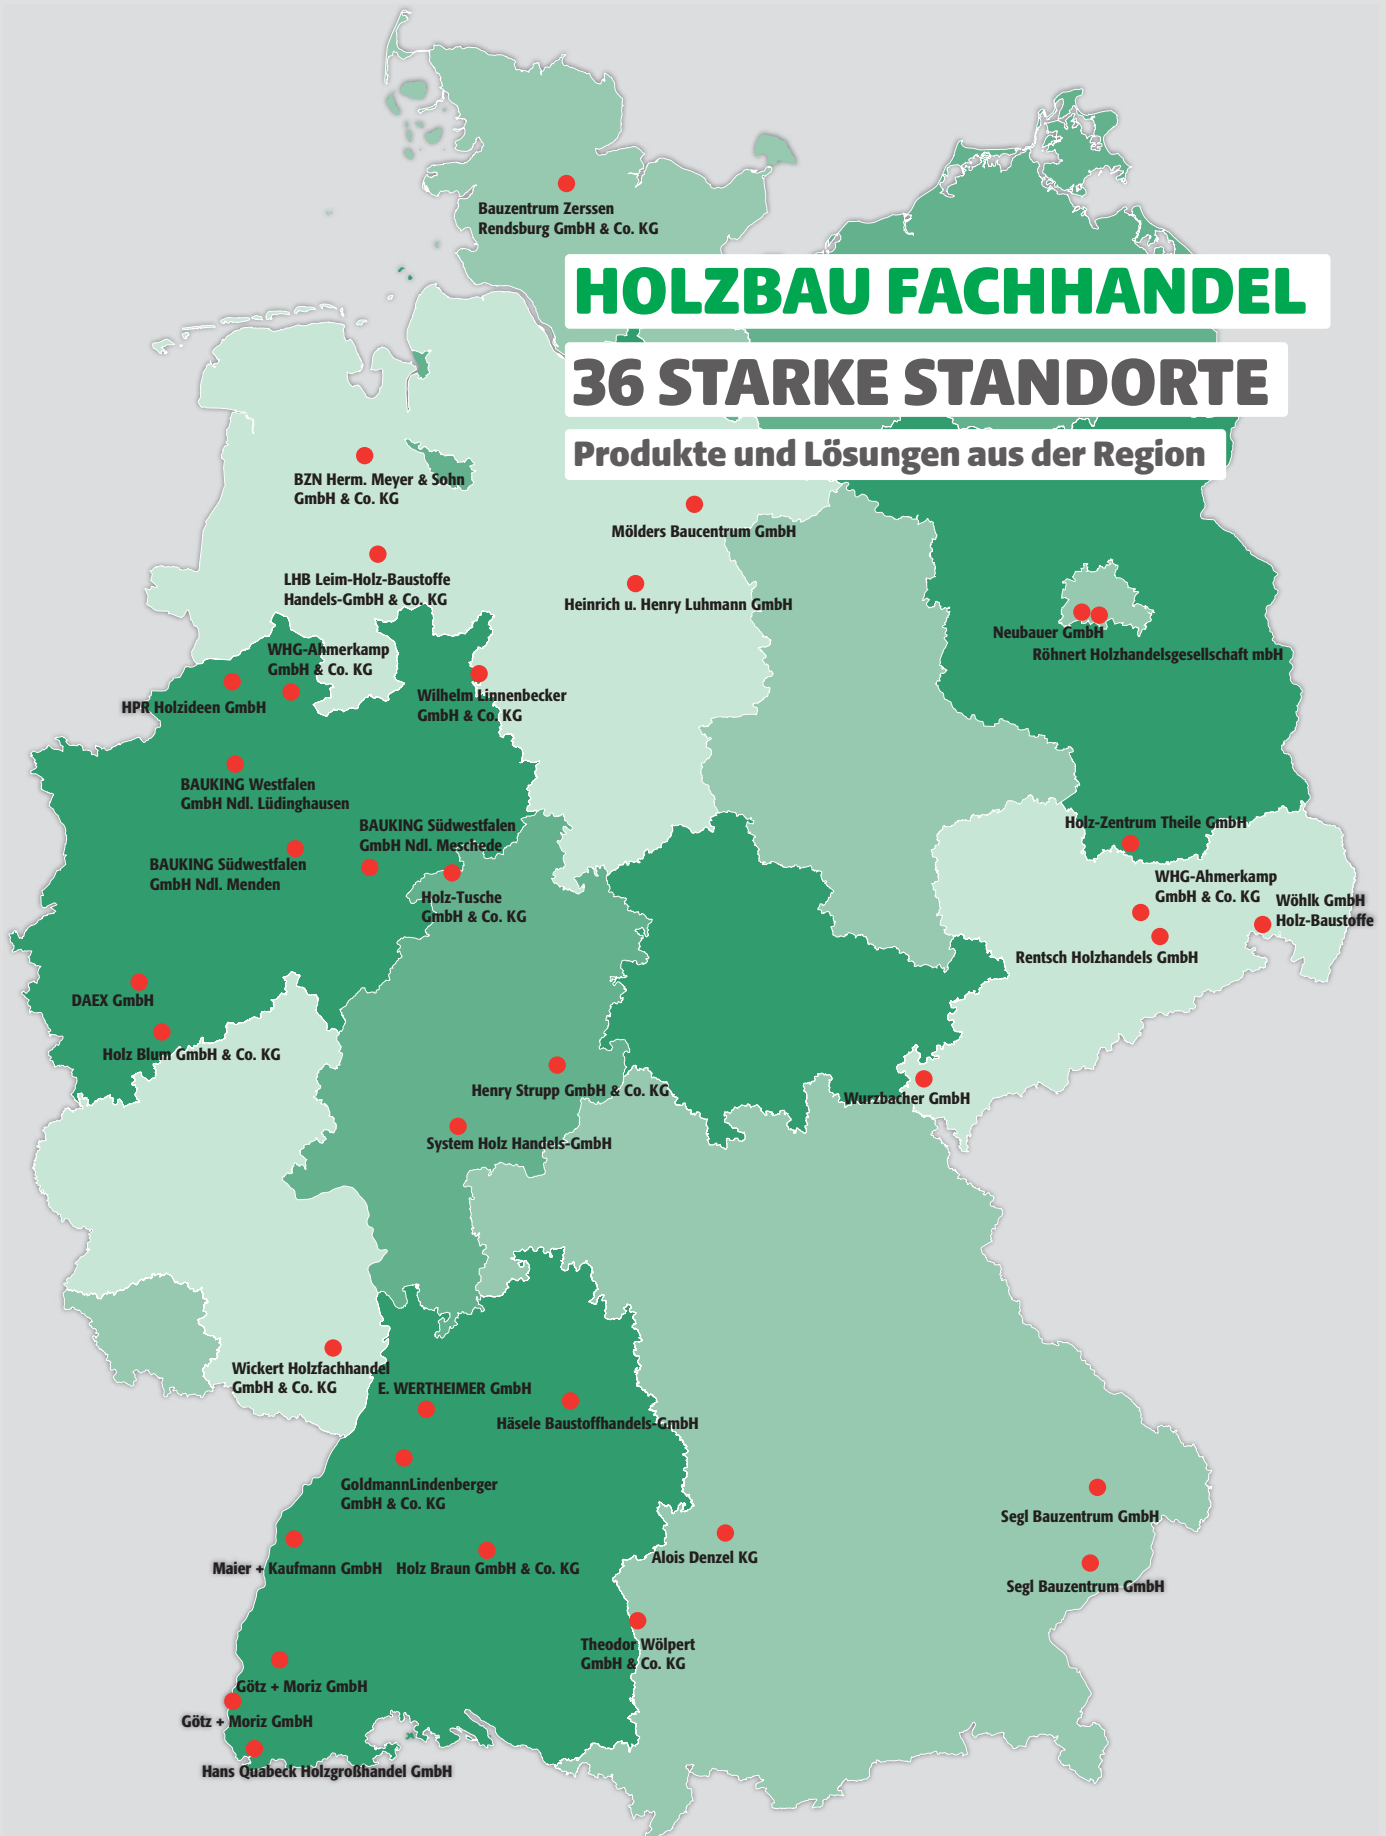 Bauzentrum Zerssen
Rendsburg GmbH & Co. KG
HOLZBAU FACHHANDEL
36 STARKE STANDORTE
Produkte und Lösungen aus der Region
BZN Herm. Meyer & Sohn
GmbH & Co. KG
Mölders Baucentrum GmbH
LHB Leim-Holz-Baustoffe
Handels-GmbH & Co. KG
Heinrich u. Henry Luhmann GmbH
Neubauer GmbH
Röhnert Holzhandelsgesellschaft mbH
WHG-Ahmerkamp
GmbH & Co. KG
HPR Holzideen GmbH
Wilhelm Linnenbecker
GmbH & Co. KG
BAUKING Westfalen
GmbH Ndl. Lüdinghausen
BAUKING Südwestfalen
GmbH Ndl. Meschede
BAUKING Südwestfalen
GmbH Ndl. Menden
Holz-Tusche
GmbH & Co. KG
Holz-Zentrum Theile GmbH
WHG-Ahmerkamp
GmbH & Co. KG
Wöhlk GmbH
Holz-Baustoffe
Rentsch Holzhandels GmbH
DAEX GmbH
Holz Blum GmbH & Co. KG
Henry Strupp GmbH & Co. KG
Wurzbacher GmbH
System Holz Handels-GmbH
Wickert Holzfachhandel
GmbH & Co. KG
E. WERTHEIMER GmbH
Häsele Baustoffhandels-GmbH
GoldmannLindenberger
GmbH & Co. KG
Segl Bauzentrum GmbH
Alois Denzel KG
Maier + Kaufmann GmbH
Holz Braun GmbH & Co. KG
Segl Bauzentrum GmbH
Theodor Wölpert
GmbH & Co. KG
Götz + Moriz GmbH
Götz + Moriz GmbH
Hans Quabeck Holzgroßhandel GmbH